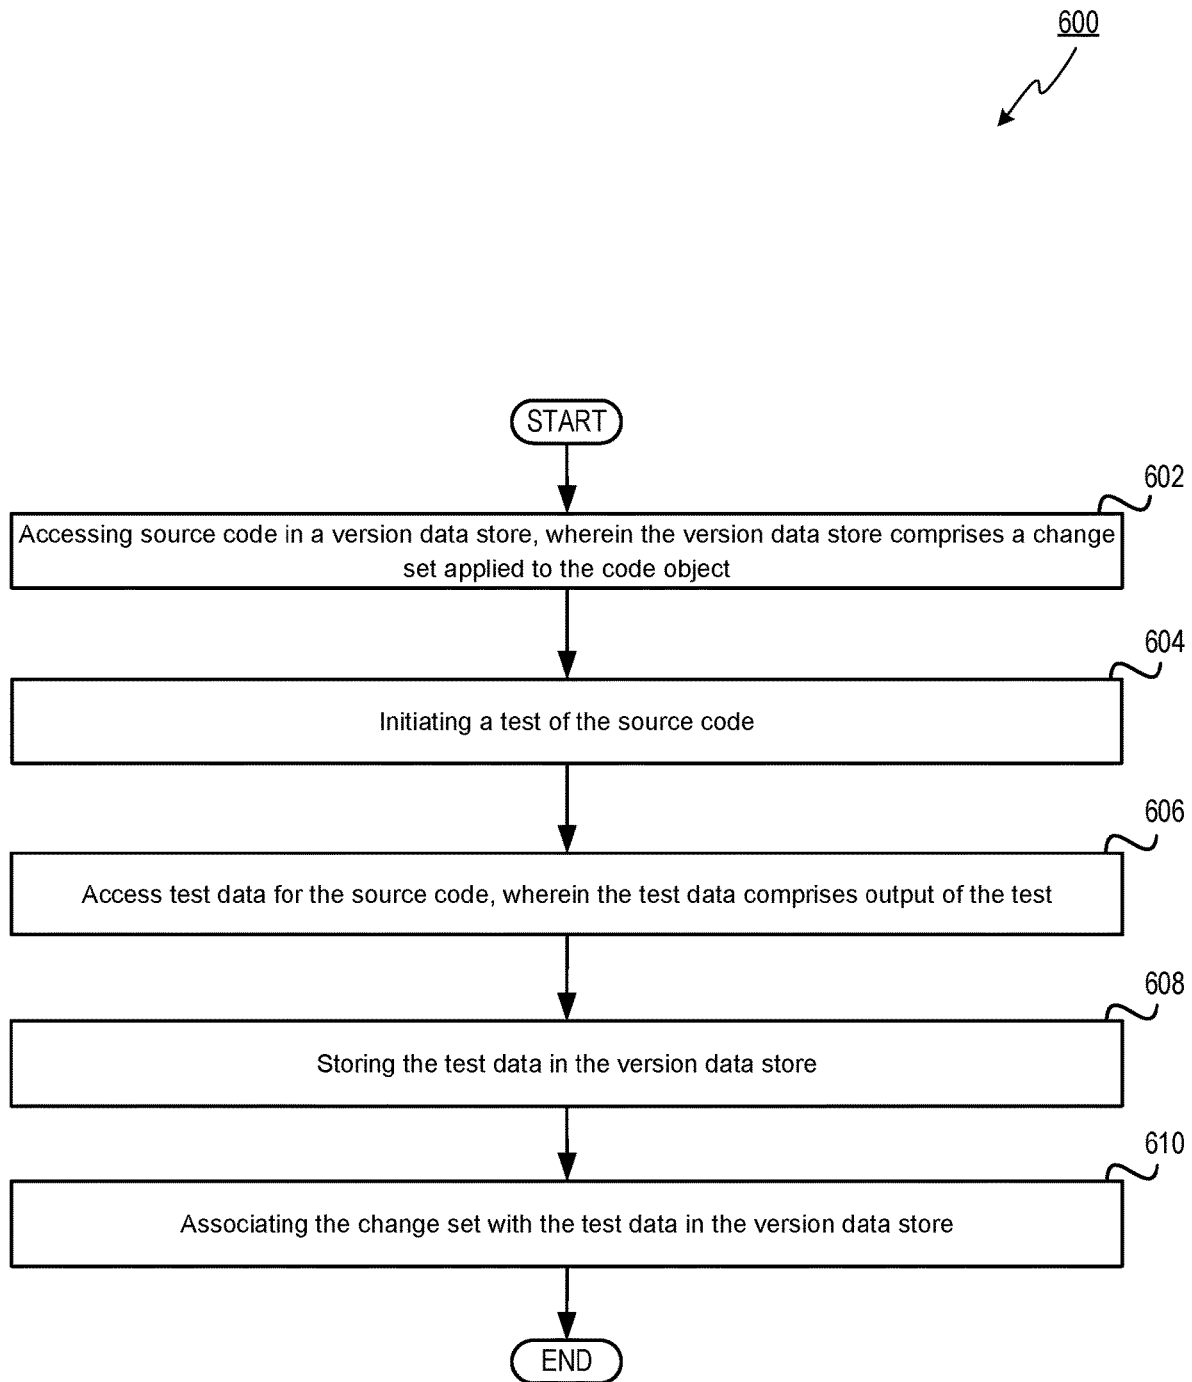 600
START
602
Accessing source code in a version data store, wherein the version data store comprises a change
set applied to the code object
604
Initiating a test of the source code
606
Access test data for the source code, wherein the test data comprises output of the test
608
Storing the test data in the version data store
610
Associating the change set with the test data in the version data store
END